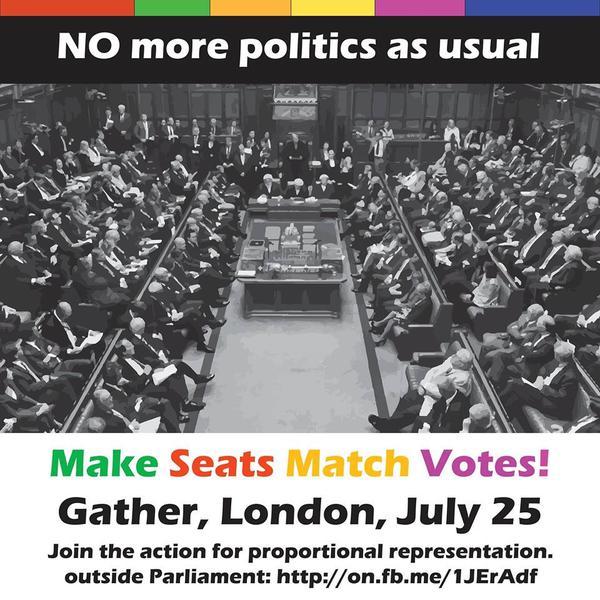 NO more politics as usual
Make Seats Match Votes!
Gather, London, July 25
Join the action for proportional representation.
outside Parliament: http://on.fb.me/1JErAdf